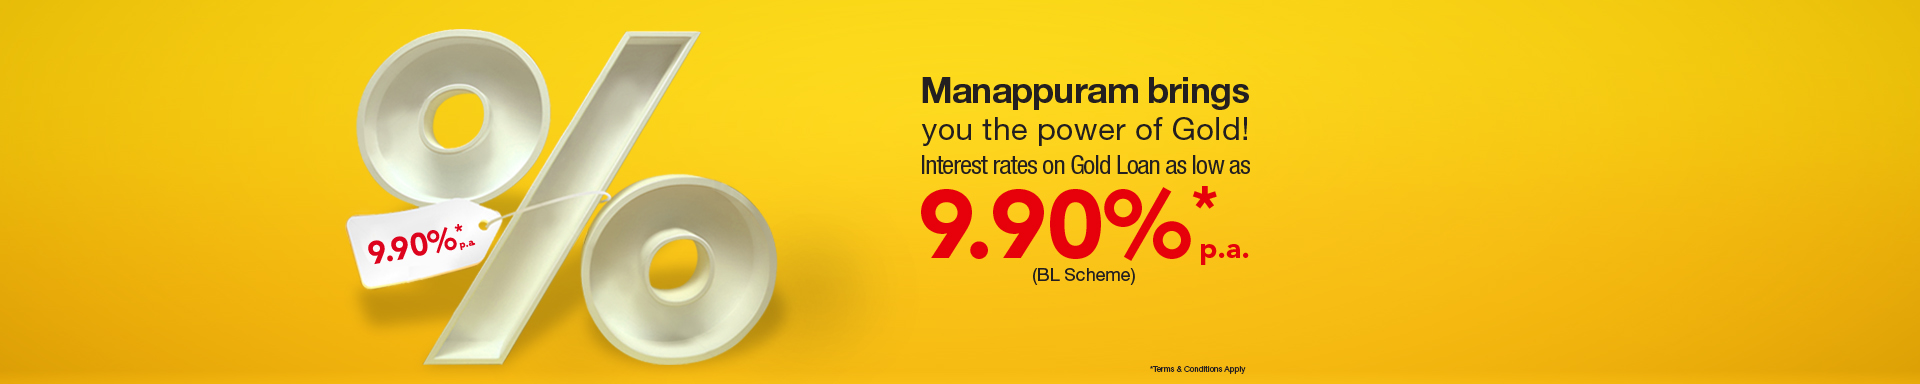 9.90%* p.a.
Manappuram brings
you the power of Gold!
Interest rates on Gold Loan as low as
9.90%* p.a.
(BL Scheme)
*Terms & Conditions Apply